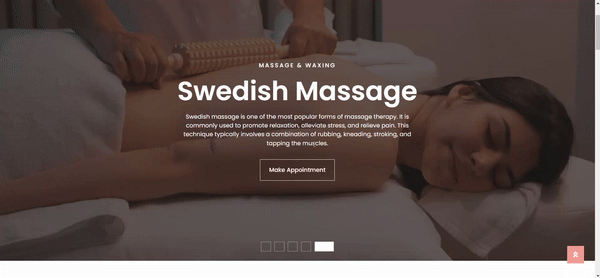 MASSAGE & WAXING
Swedish Massage
Swedish massage is one of the most popular forms of massage therapy. It is
commonly used to promote relaxation, alleviate stress, and relieve pain. This
technique typically involves a combination of rubbing, kneading, stroking, and
tapping the muscles.
Make Appointment